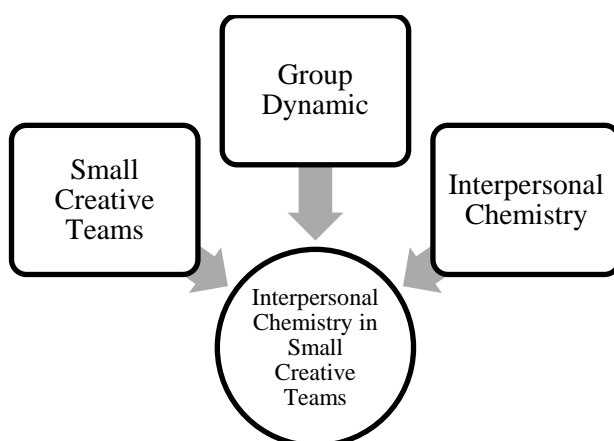 Group
Dynamic
Small
Creative
Teams
Interpersonal
Chemistry
Interpersonal
Chemistry in
Small
Creative
Teams